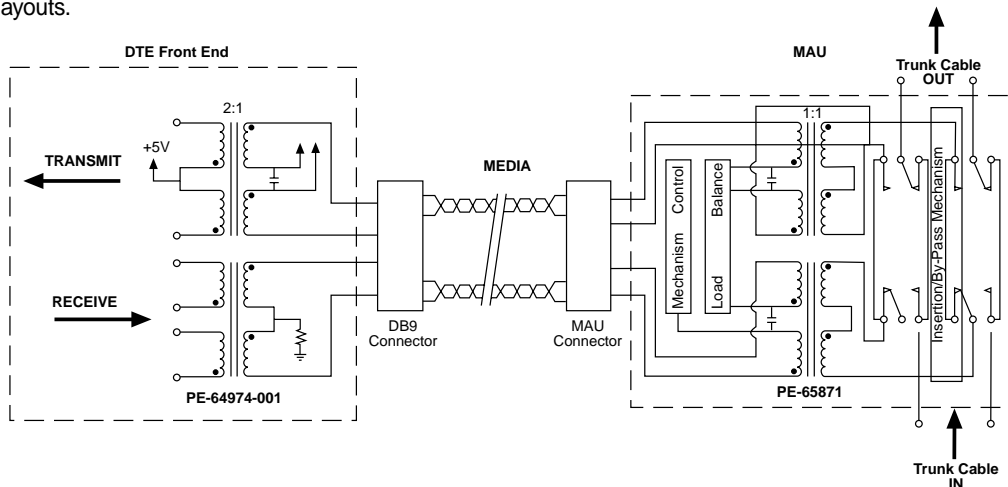 ayouts.
DTE Front End
MAU
Trunk Cable
OUT
2:1
1:1
+5V
TRANSMIT
MEDIA
Mechanism Control
Load Balance
Insertion/By-Pass Mechanism
RECEIVE
DB9
Connector
MAU
Connector
PE-64974-001
PE-65871
Trunk Cable
IN